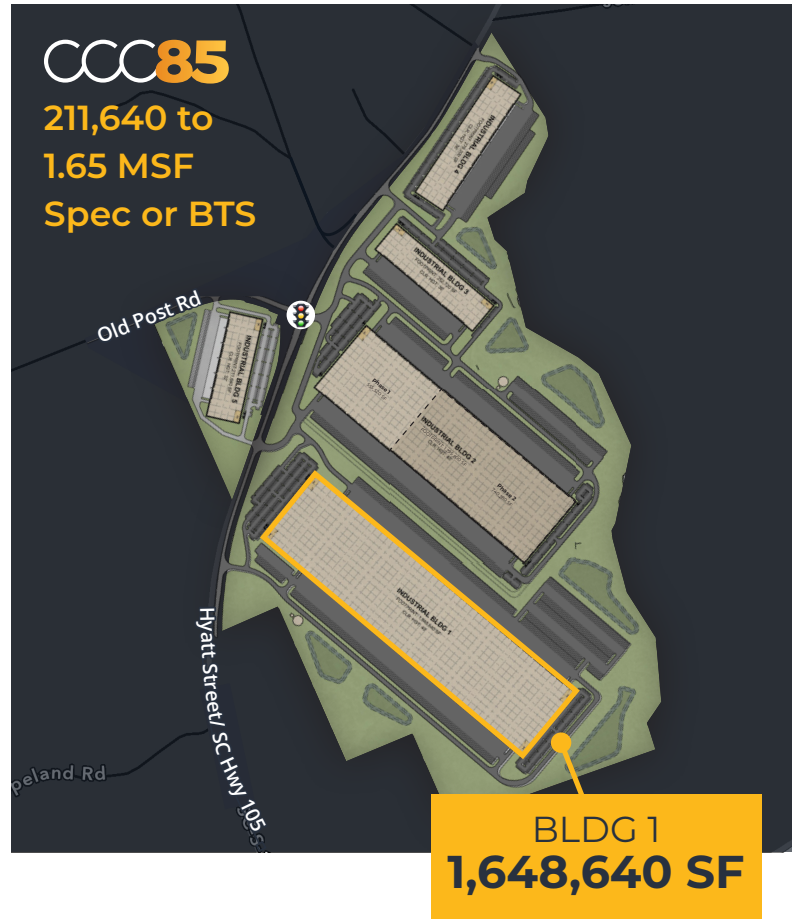 CCC85
211,640 to
1.65 MSF
Spec or BTS
INDUSTRIAL BLDG 4
INDUSTRIAL BLDG 3
Old Post Rd
INDUSTRIAL BLDG 5
Phase 1
INDUSTRIAL BLDG 2
Phase 2
INDUSTRIAL BLDG 1
Hyatt Street/ SC Hwy 105
peland Rd
BLDG 1
1,648,640 SF